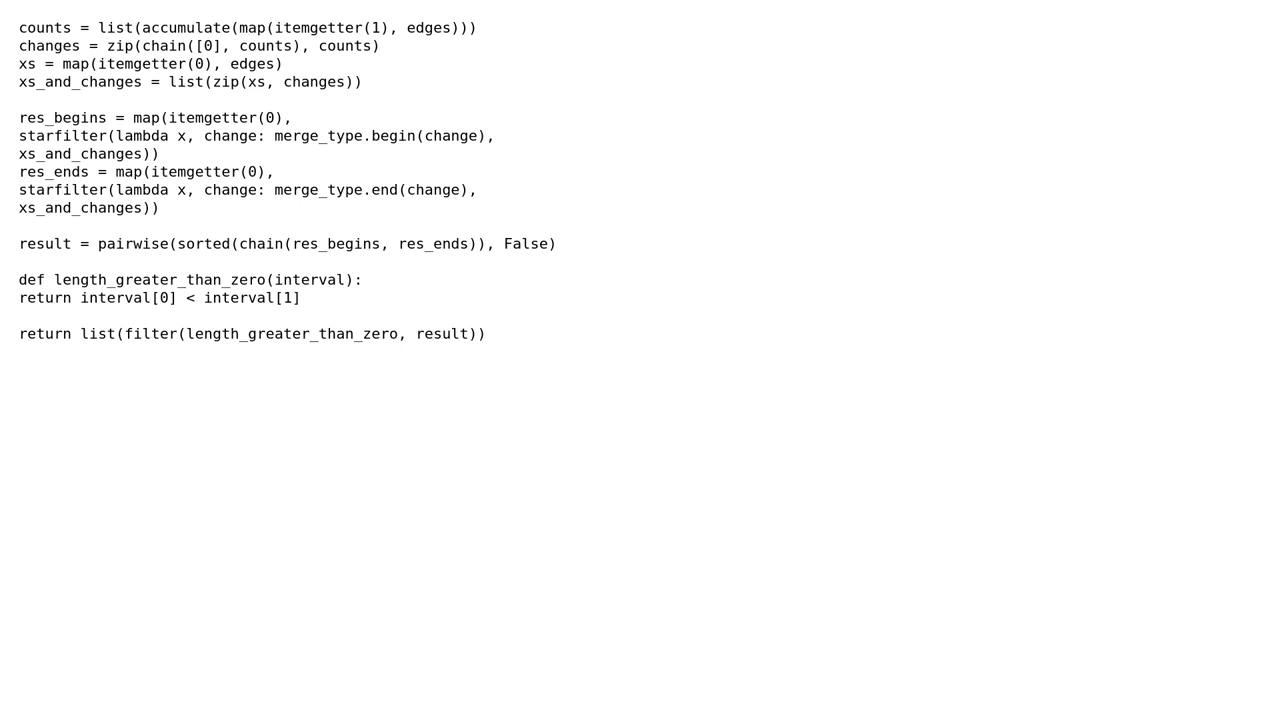 counts = list(accumulate(map(itemgetter(1), edges)))
changes = zip(chain([0], counts), counts)
xs = map(itemgetter(0), edges)
xs_and_changes = list(zip(xs, changes))

res_begins = map(itemgetter(0),
starfilter(lambda x, change: merge_type.begin(change),
xs_and_changes))
res_ends = map(itemgetter(0),
starfilter(lambda x, change: merge_type.end(change),
xs_and_changes))

result = pairwise(sorted(chain(res_begins, res_ends)), False)

def length_greater_than_zero(interval):
return interval[0] < interval[1]

return list(filter(length_greater_than_zero, result))